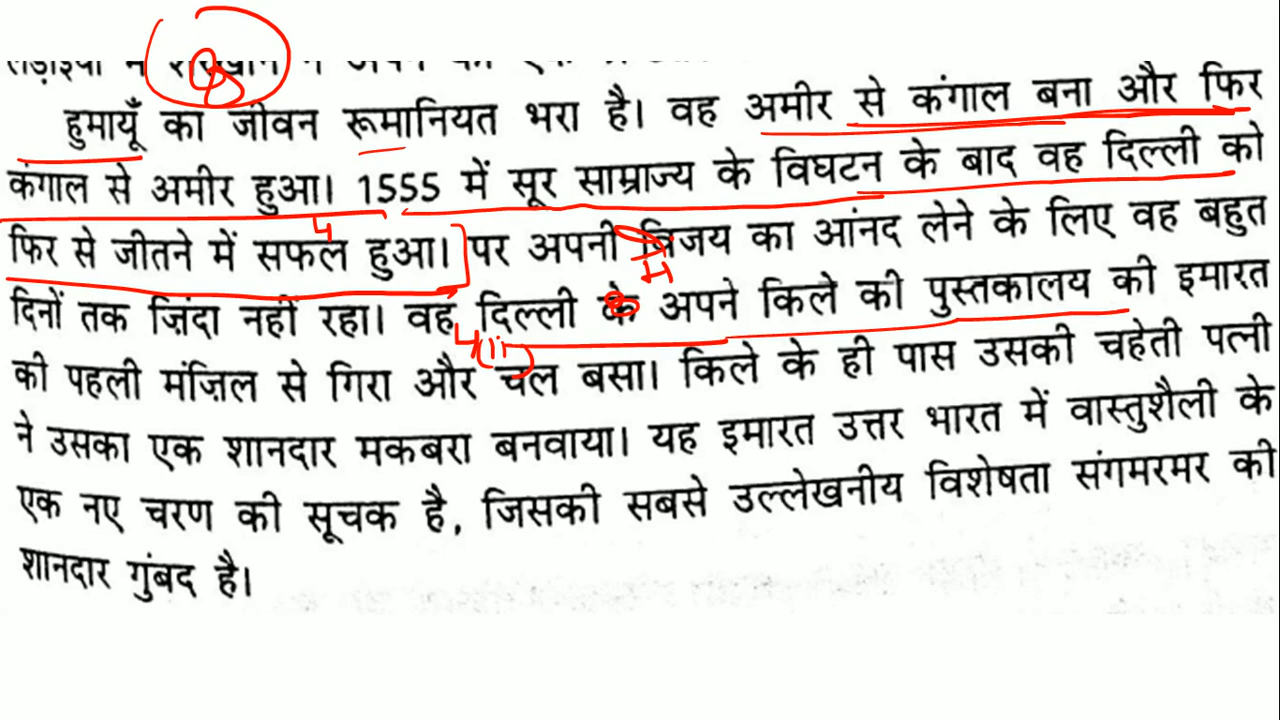 हुमायूँ का जीवन रूमानियत भरा है। वह अमीर से कंगाल बना और फिर
कंगाल से अमीर हुआ। 1555 में सूर साम्राज्य के विघटन के बाद वह दिल्ली को
फिर से जीतने में सफल हुआ। पर अपनी विजय का आंनद लेने के लिए वह बहुत
दिनों तक ज़िंदा नहीं रहा। वह दिल्ली के अपने किले की पुस्तकालय की इमारत
की पहली मंज़िल से गिरा और चल बसा। किले के ही पास उसकी चहेती पत्नी
ने उसका एक शानदार मकबरा बनवाया। यह इमारत उत्तर भारत में वास्तुशैली के
एक नए चरण की सूचक है, जिसकी सबसे उल्लेखनीय विशेषता संगमरमर की
शानदार गुंबद है।